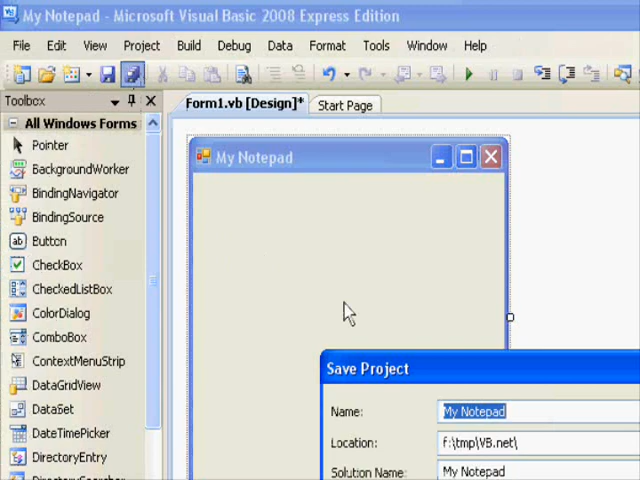 My Notepad - Microsoft Visual Basic 2008 Express Edition
File Edit View Project Build Debug Data Format Tools Window Help
Toolbox
Form1.vb [Design]* Start Page
All Windows Forms
Pointer
My Notepad
BackgroundWorker
BindingNavigator
BindingSource
Button
CheckBox
CheckedListBox
ColorDialog
ComboBox
ContextMenuStrip
Save Project
DataGridView
DataSet
Name: My Notepad
DateTimePicker
Location: f:\tmp\VB.net\
DirectoryEntry
Solution Name: My Notepad